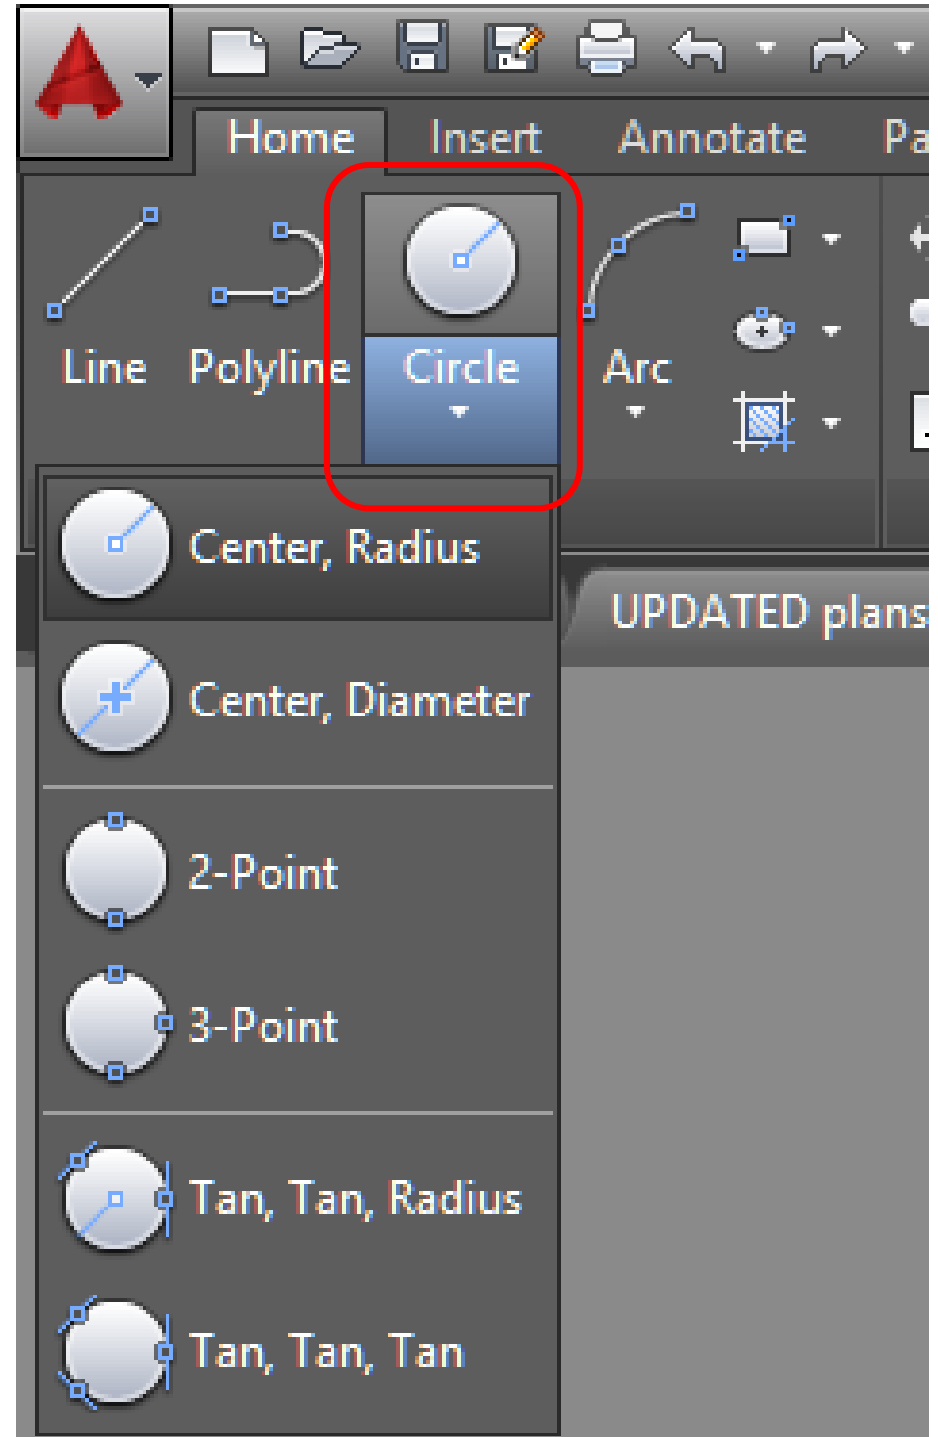 Home Insert Annotate
Line Polyline Circle Arc
Center, Radius
UPDATED plans
Center, Diameter
2-Point
3-Point
Tan, Tan, Radius
Tan, Tan, Tan